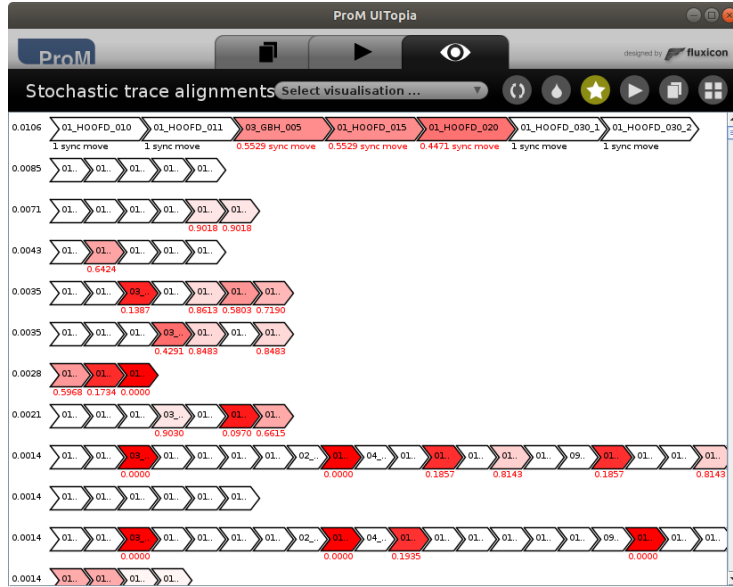 ProM UITopia
ProM
designed by fluxicon
Stochastic trace alignments Select visualisation ...
0.0106 01_HOOFD_010 01_HOOFD_011 03_GBH_005 01_HOOFD_015 01_HOOFD_020 01_HOOFD_030_1 01_HOOFD_030_2
1 sync move 1 sync move 0.5529 sync move 0.5529 sync move 0.4471 sync move 1 sync move 1 sync move
0.0085 01.. 01.. 01.. 01.. 01..
0.0071 01.. 01.. 01.. 01.. 01.. 01..
0.9018 0.9018
0.0043 01.. 01.. 01.. 01.. 01..
0.6424
0.0035 01.. 01.. 03_.. 01.. 01.. 01.. 01..
0.1387 0.8613 0.5803 0.7190
0.0035 01.. 01.. 01.. 03_.. 01.. 01.. 01..
0.4291 0.8483 0.8483
0.0028 01.. 01.. 01..
0.5968 0.1734 0.0000
0.0021 01.. 01.. 01.. 03_.. 01.. 01.. 01..
0.9030 0.0970 0.6615
0.0014 01.. 01.. 03_.. 01.. 01.. 01.. 01.. 02_.. 01.. 04_.. 01.. 01.. 01.. 01.. 01.. 09.. 01.. 01.. 01.. 01..
0.0000 0.0000 0.1857 0.8143 0.1857 0.8143
0.0014 01.. 01.. 01.. 01.. 01.. 01..
0.0014 01.. 01.. 03_.. 01.. 01.. 01.. 01.. 02_.. 01.. 04_.. 01.. 01.. 01.. 01.. 01.. 01.. 09.. 01.. 01.. 01..
0.0000 0.0000 0.1935 0.0000
0.0014 01.. 01.. 01.. 01..